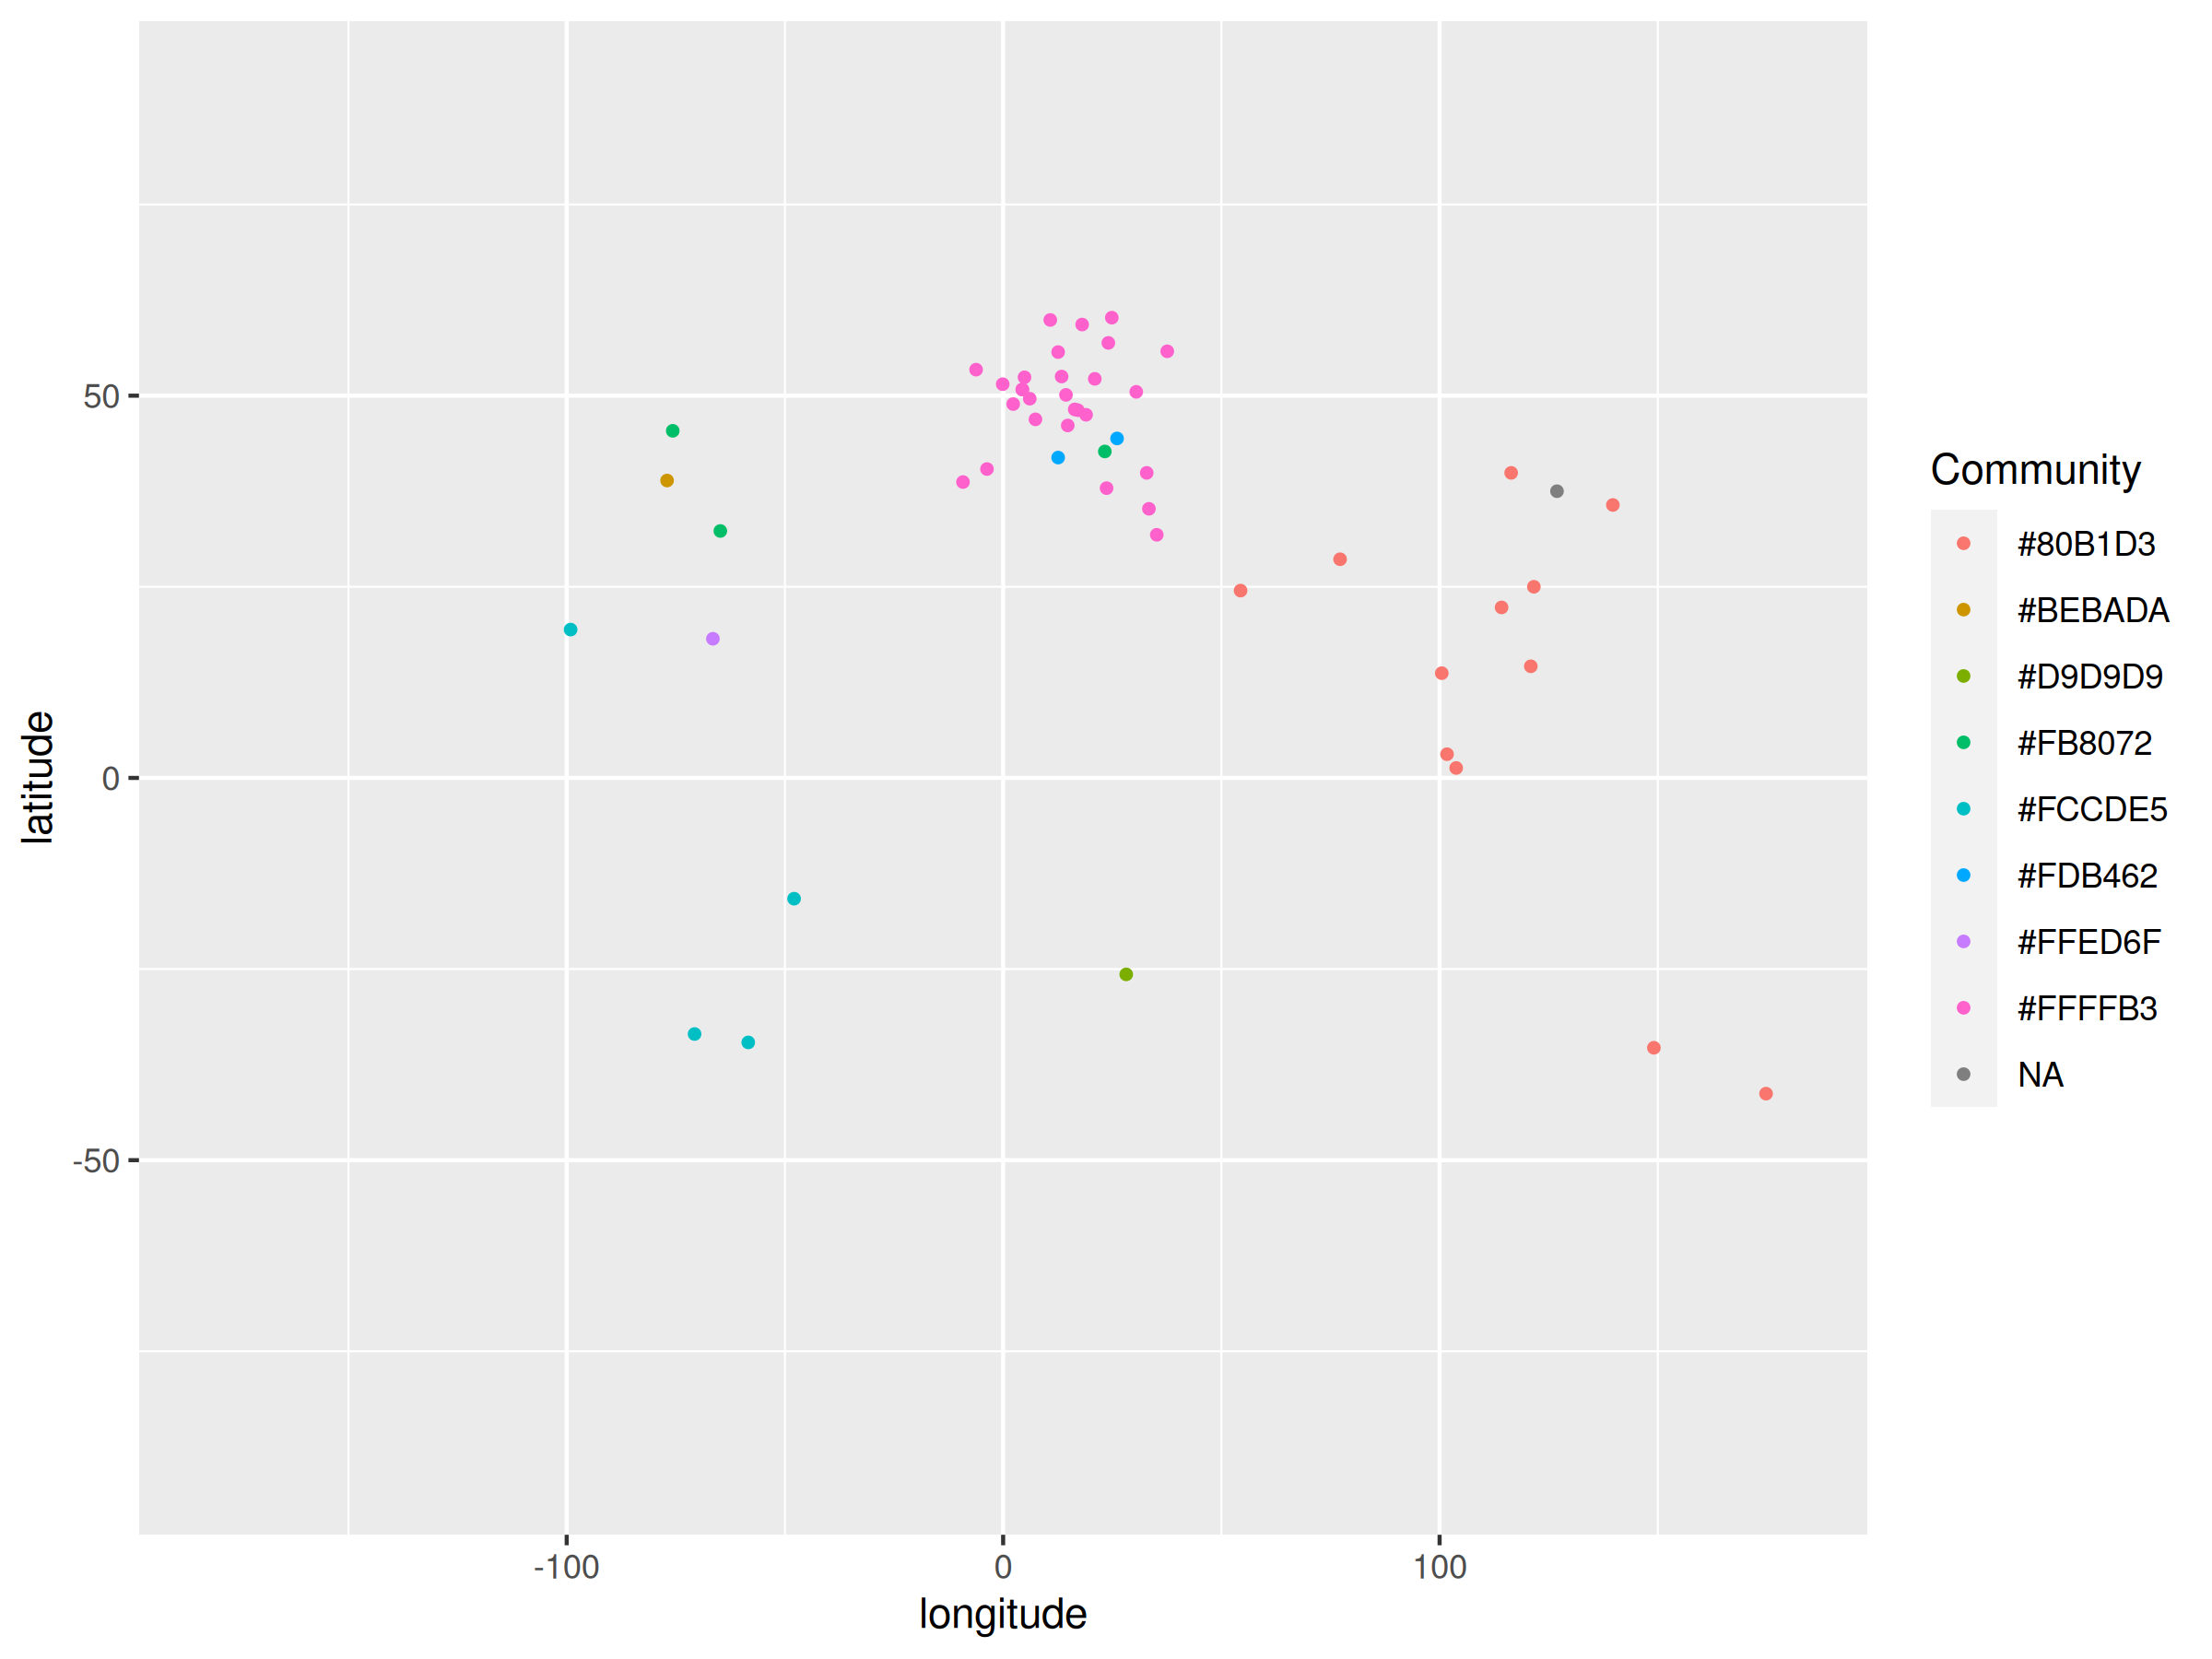 50
0
-50
latitude
-100
0
100
longitude
Community
#80B1D3
#BEBADA
#D9D9D9
#FB8072
#FCCDE5
#FDB462
#FFED6F
#FFFFB3
NA